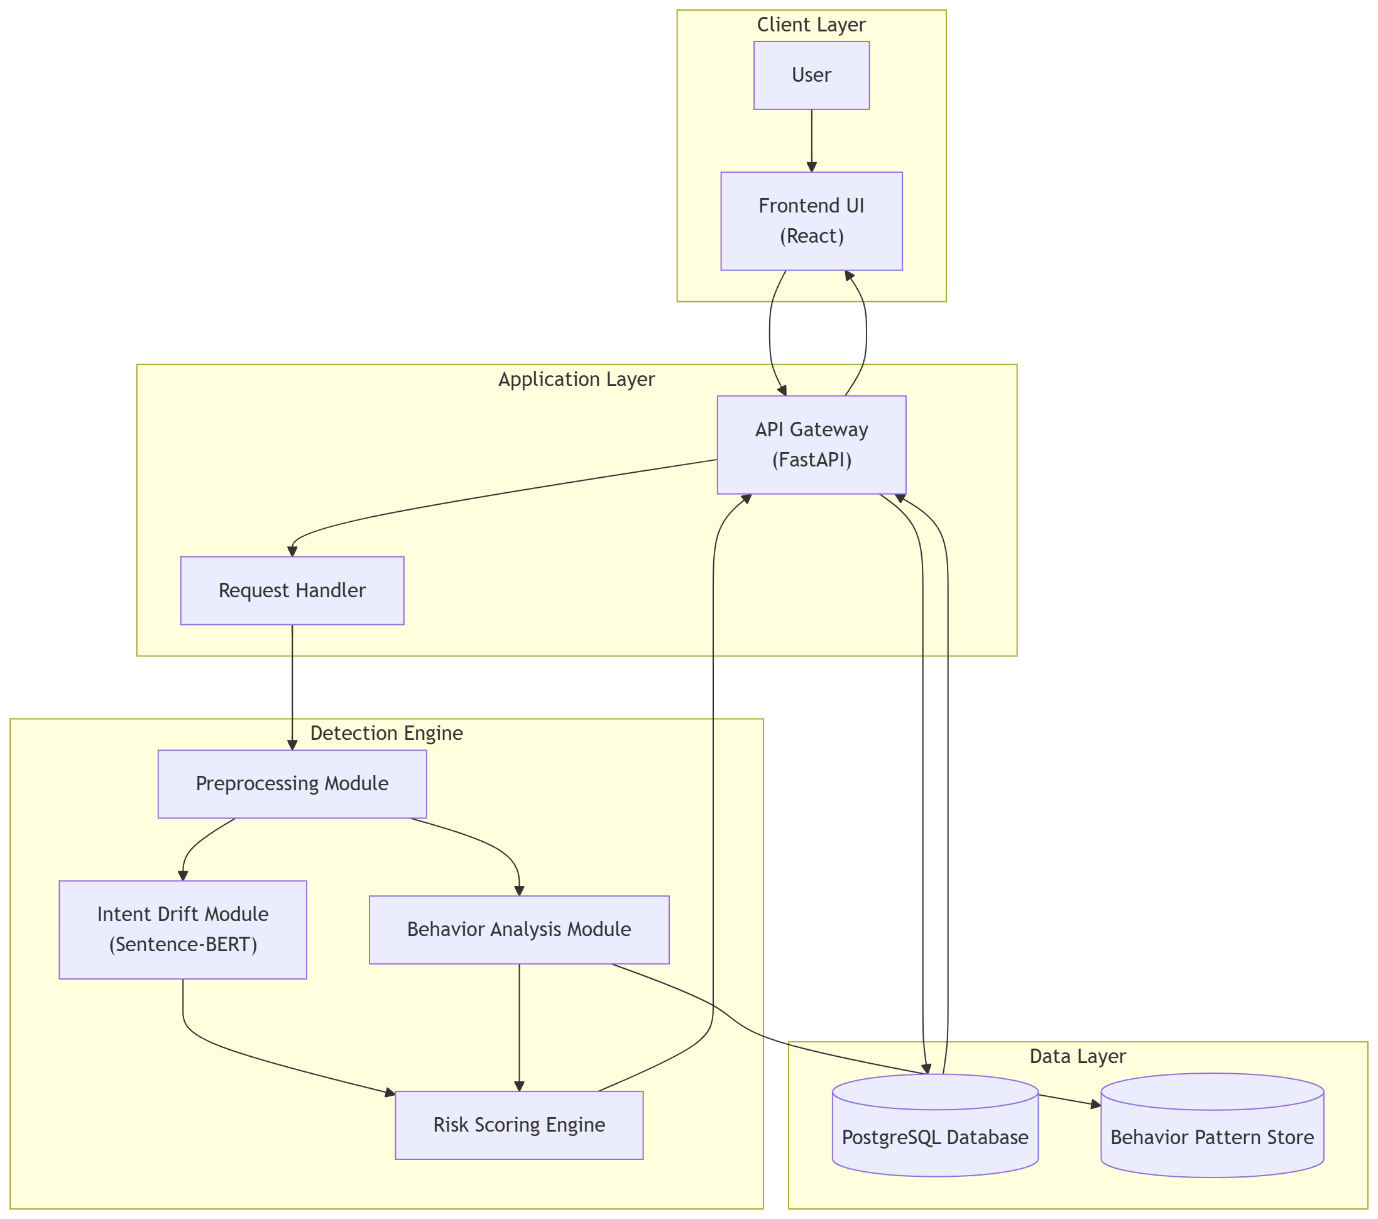 Client Layer
User
Frontend UI
(React)
Application Layer
API Gateway
(FastAPI)
Request Handler
Detection Engine
Preprocessing Module
Intent Drift Module
(Sentence-BERT)
Behavior Analysis Module
Risk Scoring Engine
Data Layer
PostgreSQL Database
Behavior Pattern Store